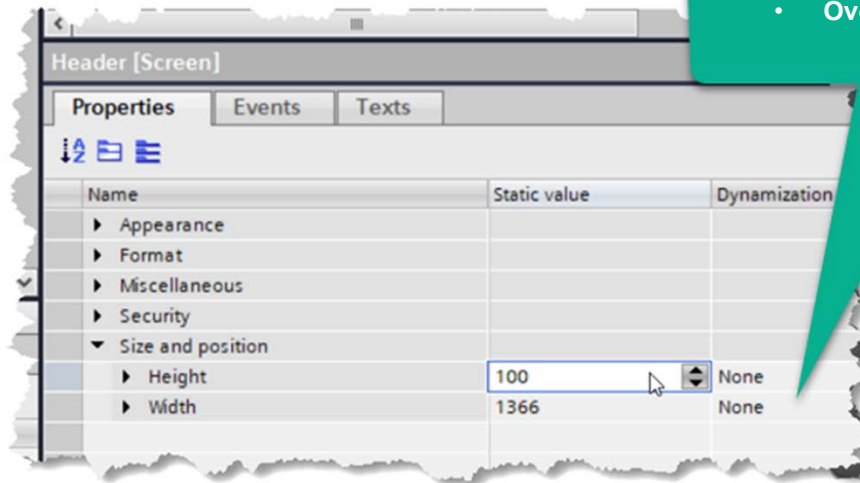 • Ov
Header [Screen]
Properties Events Texts
Name Static value Dynamization
Appearance
Format
Miscellaneous
Security
Size and position
Height 100 None
Width 1366 None